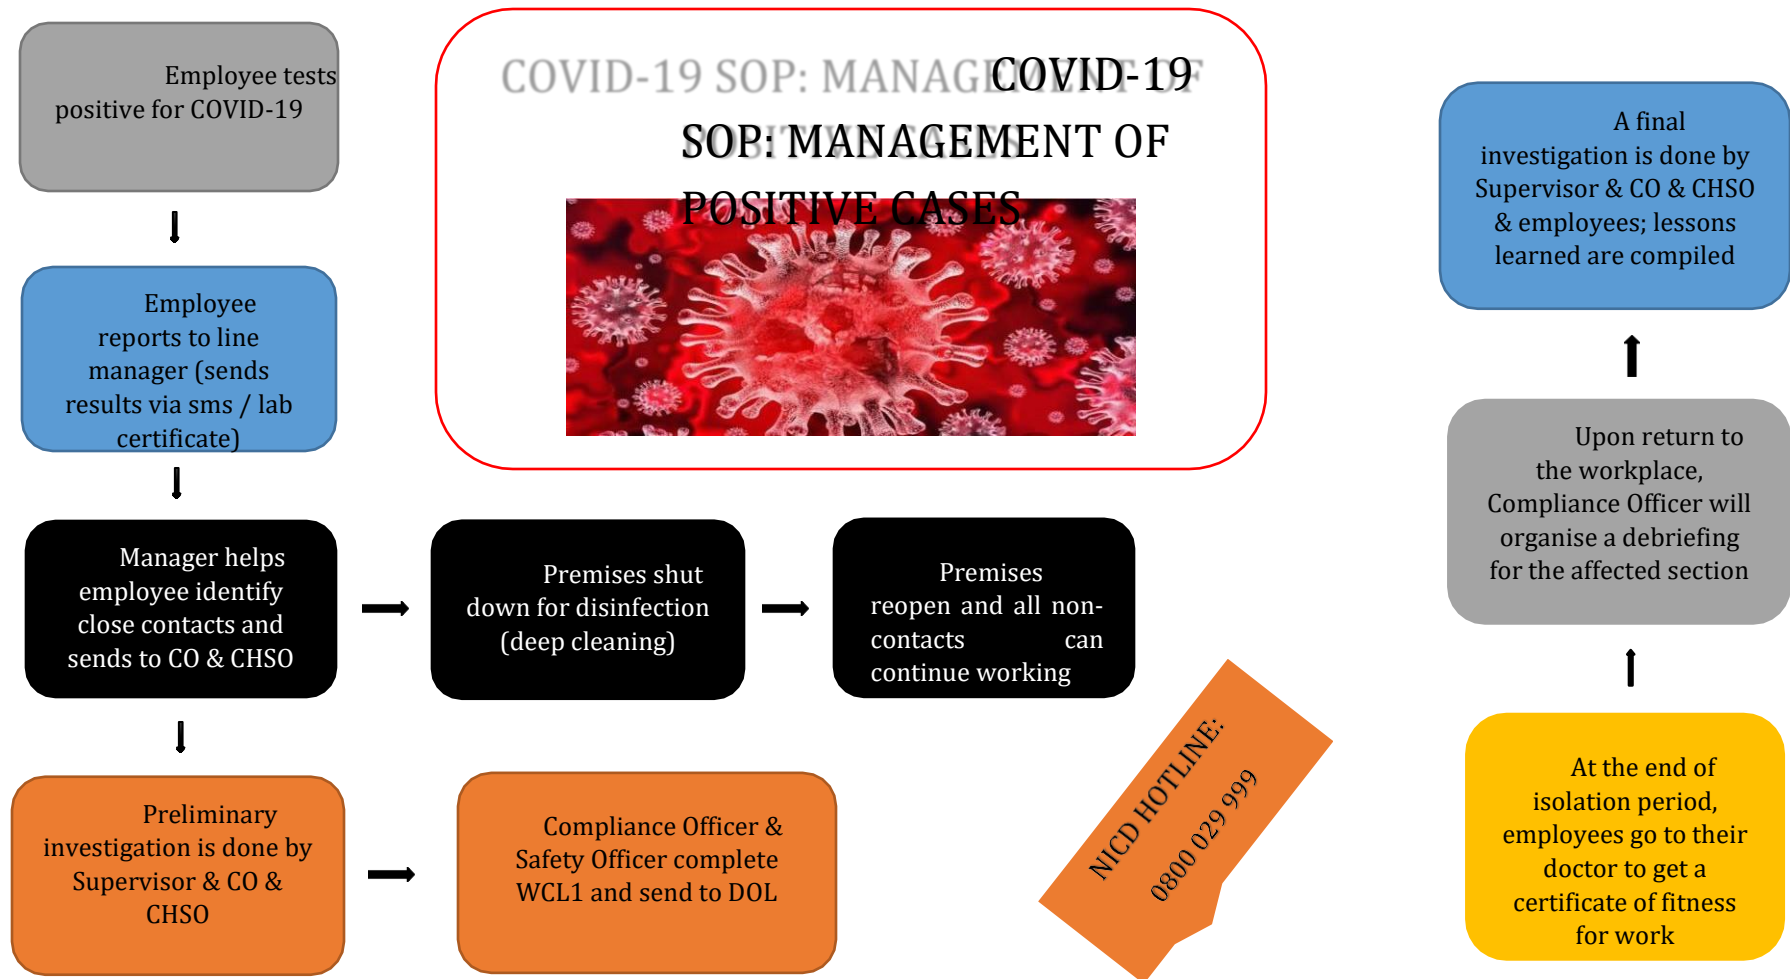 Employee tests
positive for COVID-19
Employee
reports to line
manager (sends
results via sms / lab
certificate)
Manager helps
employee identify
close contacts and
sends to CO & CHSO
Preliminary
investigation is done by
Supervisor & CO &
CHSO
COVID-19 SOP: MANAGEMENT OF
POSITIVE CASES
COVID-19
SOP: MANAGEMENT OF
POSITIVE CASES
Premises shut
down for disinfection
(deep cleaning)
Premises
reopen and all non-
contacts can
continue working
Compliance Officer &
Safety Officer complete
WCL1 and send to DOL
NICD HOTLINE:
0800 029 999
A final
investigation is done by
Supervisor & CO & CHSO
& employees; lessons
learned are compiled
Upon return to
the workplace,
Compliance Officer will
organise a debriefing
for the affected section
At the end of
isolation period,
employees go to their
doctor to get a
certificate of fitness
for work